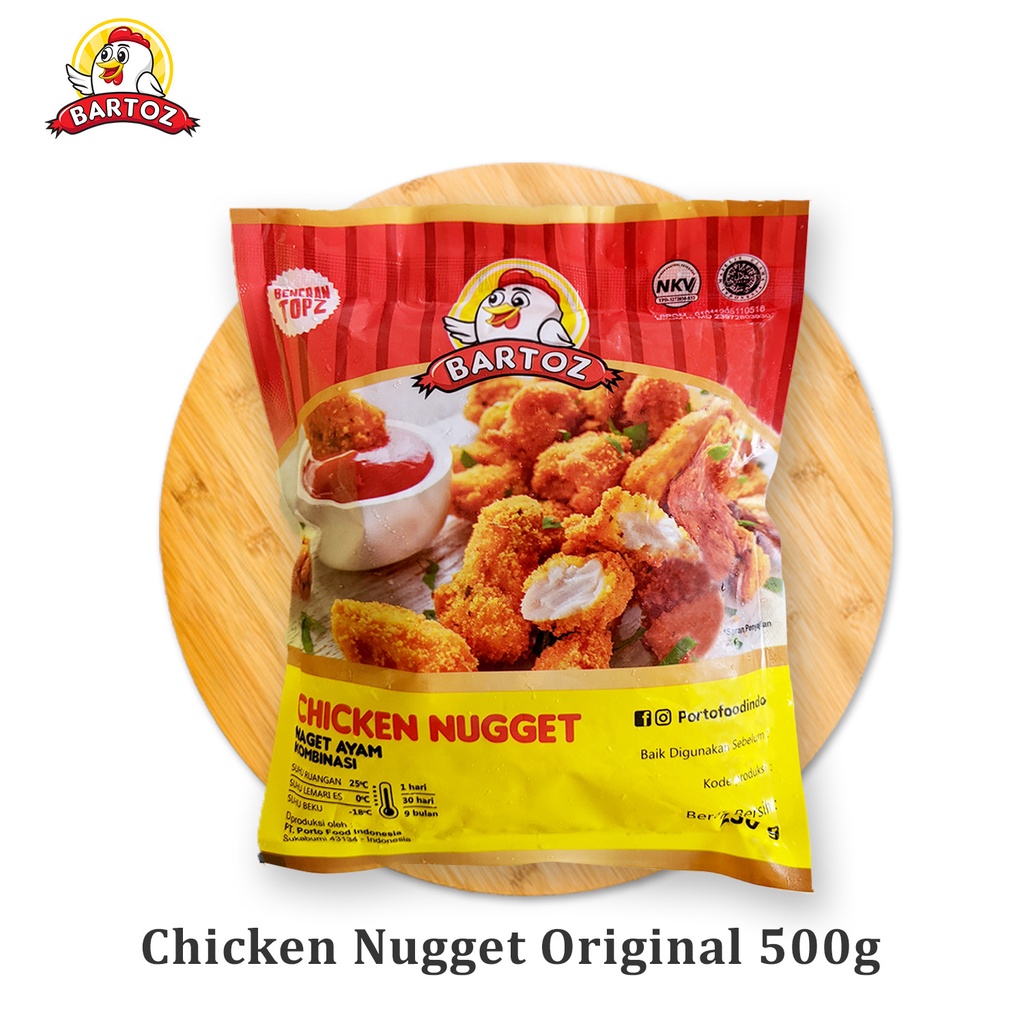 BARTOZ
BENERAN
TOPZ
NKV
BARTOZ
CHICKEN NUGGET
NAGET AYAM
KOMBINASI
SUHU RUANGAN 25°C 1 hari
SUHU LEMARI ES 0°C 30 hari
SUHU BEKU -18°C 9 bulan
Diproduksi oleh :
PT. Porto Food Indonesia
Sukabumi 43134 - Indonesia
Portofoodindo
Baik Digunakan Sebelum
Kode produksi :
Chicken Nugget Original 500g